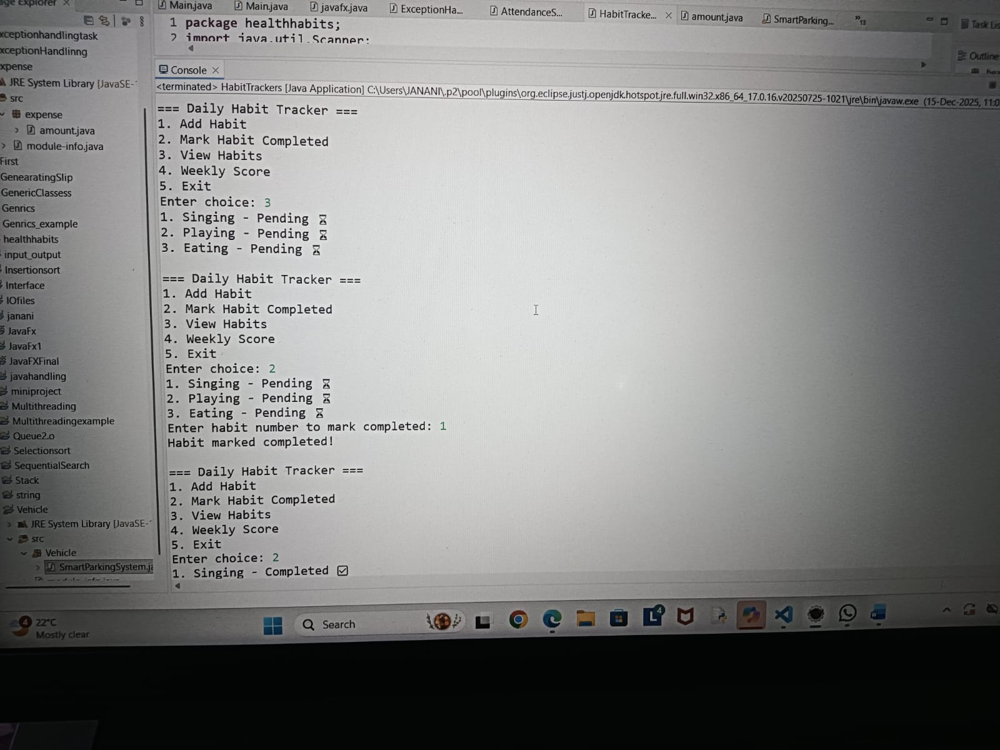 Explorer
Main.java
Main.java
javafx.java
ExceptionHa...
AttendanceS...
HabitTracke...
amount.java
SmartParking...
13
Task Lis
Outline
1 package healthhabits;
2 import java.util.Scanner;
Console
<terminated> HabitTrackers [Java Application] C:\Users\JANANI\.p2\pool\plugins\org.eclipse.justj.openjdk.hotspot.jre.full.win32.x86_64_17.0.16.v20250725-1021\jre\bin\javaw.exe (15-Dec-2025, 11:0
xceptionhandlingtask
xceptionHandlinng
xpense
JRE System Library [JavaSE-
src
expense
amount.java
module-info.java
First
GenearatingSlip
GenericClassess
Genrics
Genrics_example
healthhabits
input_output
Insertionsort
Interface
IOfiles
janani
JavaFx
JavaFx1
JavaFXFinal
javahandling
miniproject
Multithreading
Multithreadingexample
Queue2.o
Selectionsort
SequentialSearch
Stack
string
Vehicle
JRE System Library [JavaSE-
src
Vehicle
SmartParkingSystem.ja
=== Daily Habit Tracker ===
1. Add Habit
2. Mark Habit Completed
3. View Habits
4. Weekly Score
5. Exit
Enter choice: 3
1. Singing - Pending ⏳
2. Playing - Pending ⏳
3. Eating - Pending ⏳
=== Daily Habit Tracker ===
1. Add Habit
2. Mark Habit Completed
3. View Habits
4. Weekly Score
5. Exit
Enter choice: 2
1. Singing - Pending ⏳
2. Playing - Pending ⏳
3. Eating - Pending ⏳
Enter habit number to mark completed: 1
Habit marked completed!
=== Daily Habit Tracker ===
1. Add Habit
2. Mark Habit Completed
3. View Habits
4. Weekly Score
5. Exit
Enter choice: 2
1. Singing - Completed ☑
4
22°C
Mostly clear
Search
L
4
W